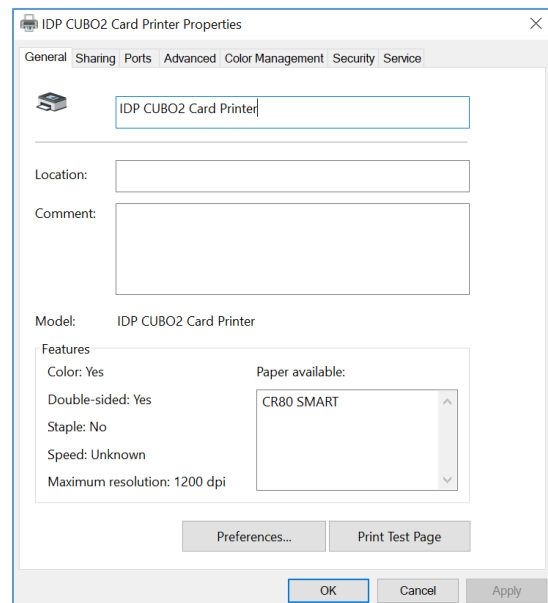 IDP CUBO2 Card Printer Properties
General Sharing Ports Advanced Color Management Security Service
IDP CUBO2 Card Printer
Location:
Comment:
Model: IDP CUBO2 Card Printer
Features
Color: Yes
Paper available:
Double-sided: Yes
CR80 SMART
Staple: No
Speed: Unknown
Maximum resolution: 1200 dpi
Preferences... Print Test Page
OK Cancel Apply